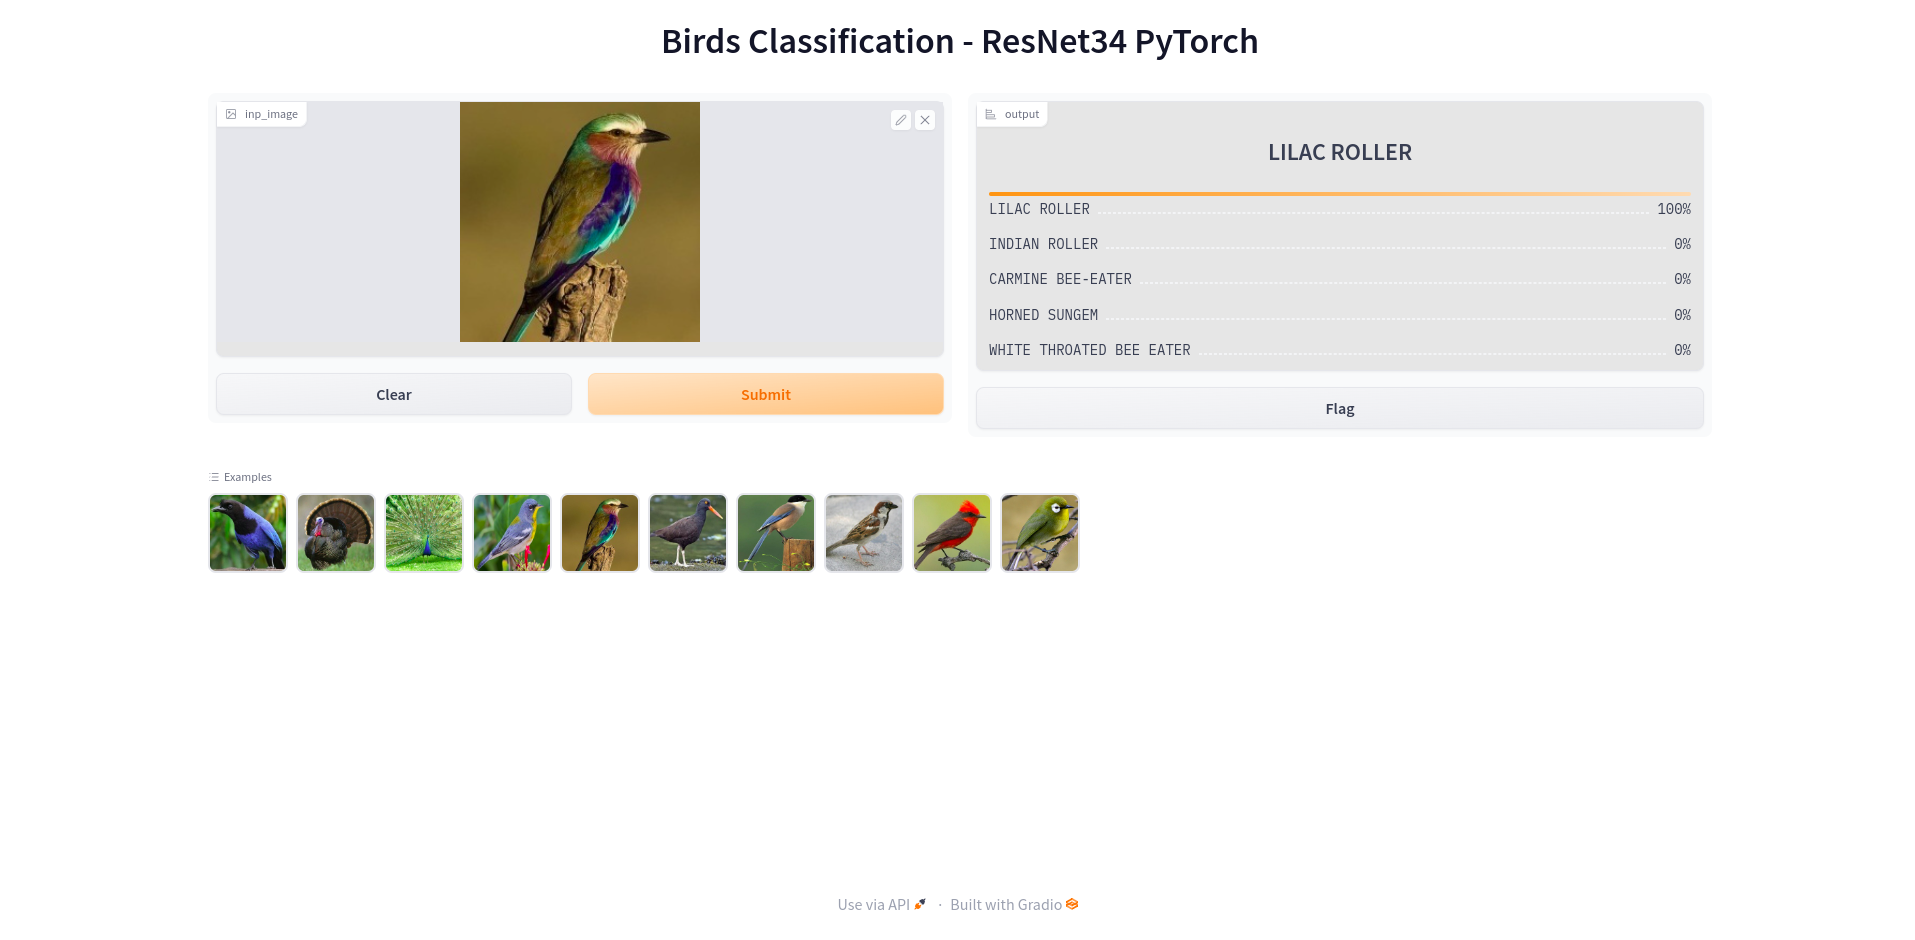 Birds Classification - ResNet34 PyTorch
inp_image
Clear
Submit
output
LILAC ROLLER
LILAC ROLLER 100%
INDIAN ROLLER 0%
CARMINE BEE-EATER 0%
HORNED SUNGEM 0%
WHITE THROATED BEE EATER 0%
Flag
Examples
Use via API · Built with Gradio